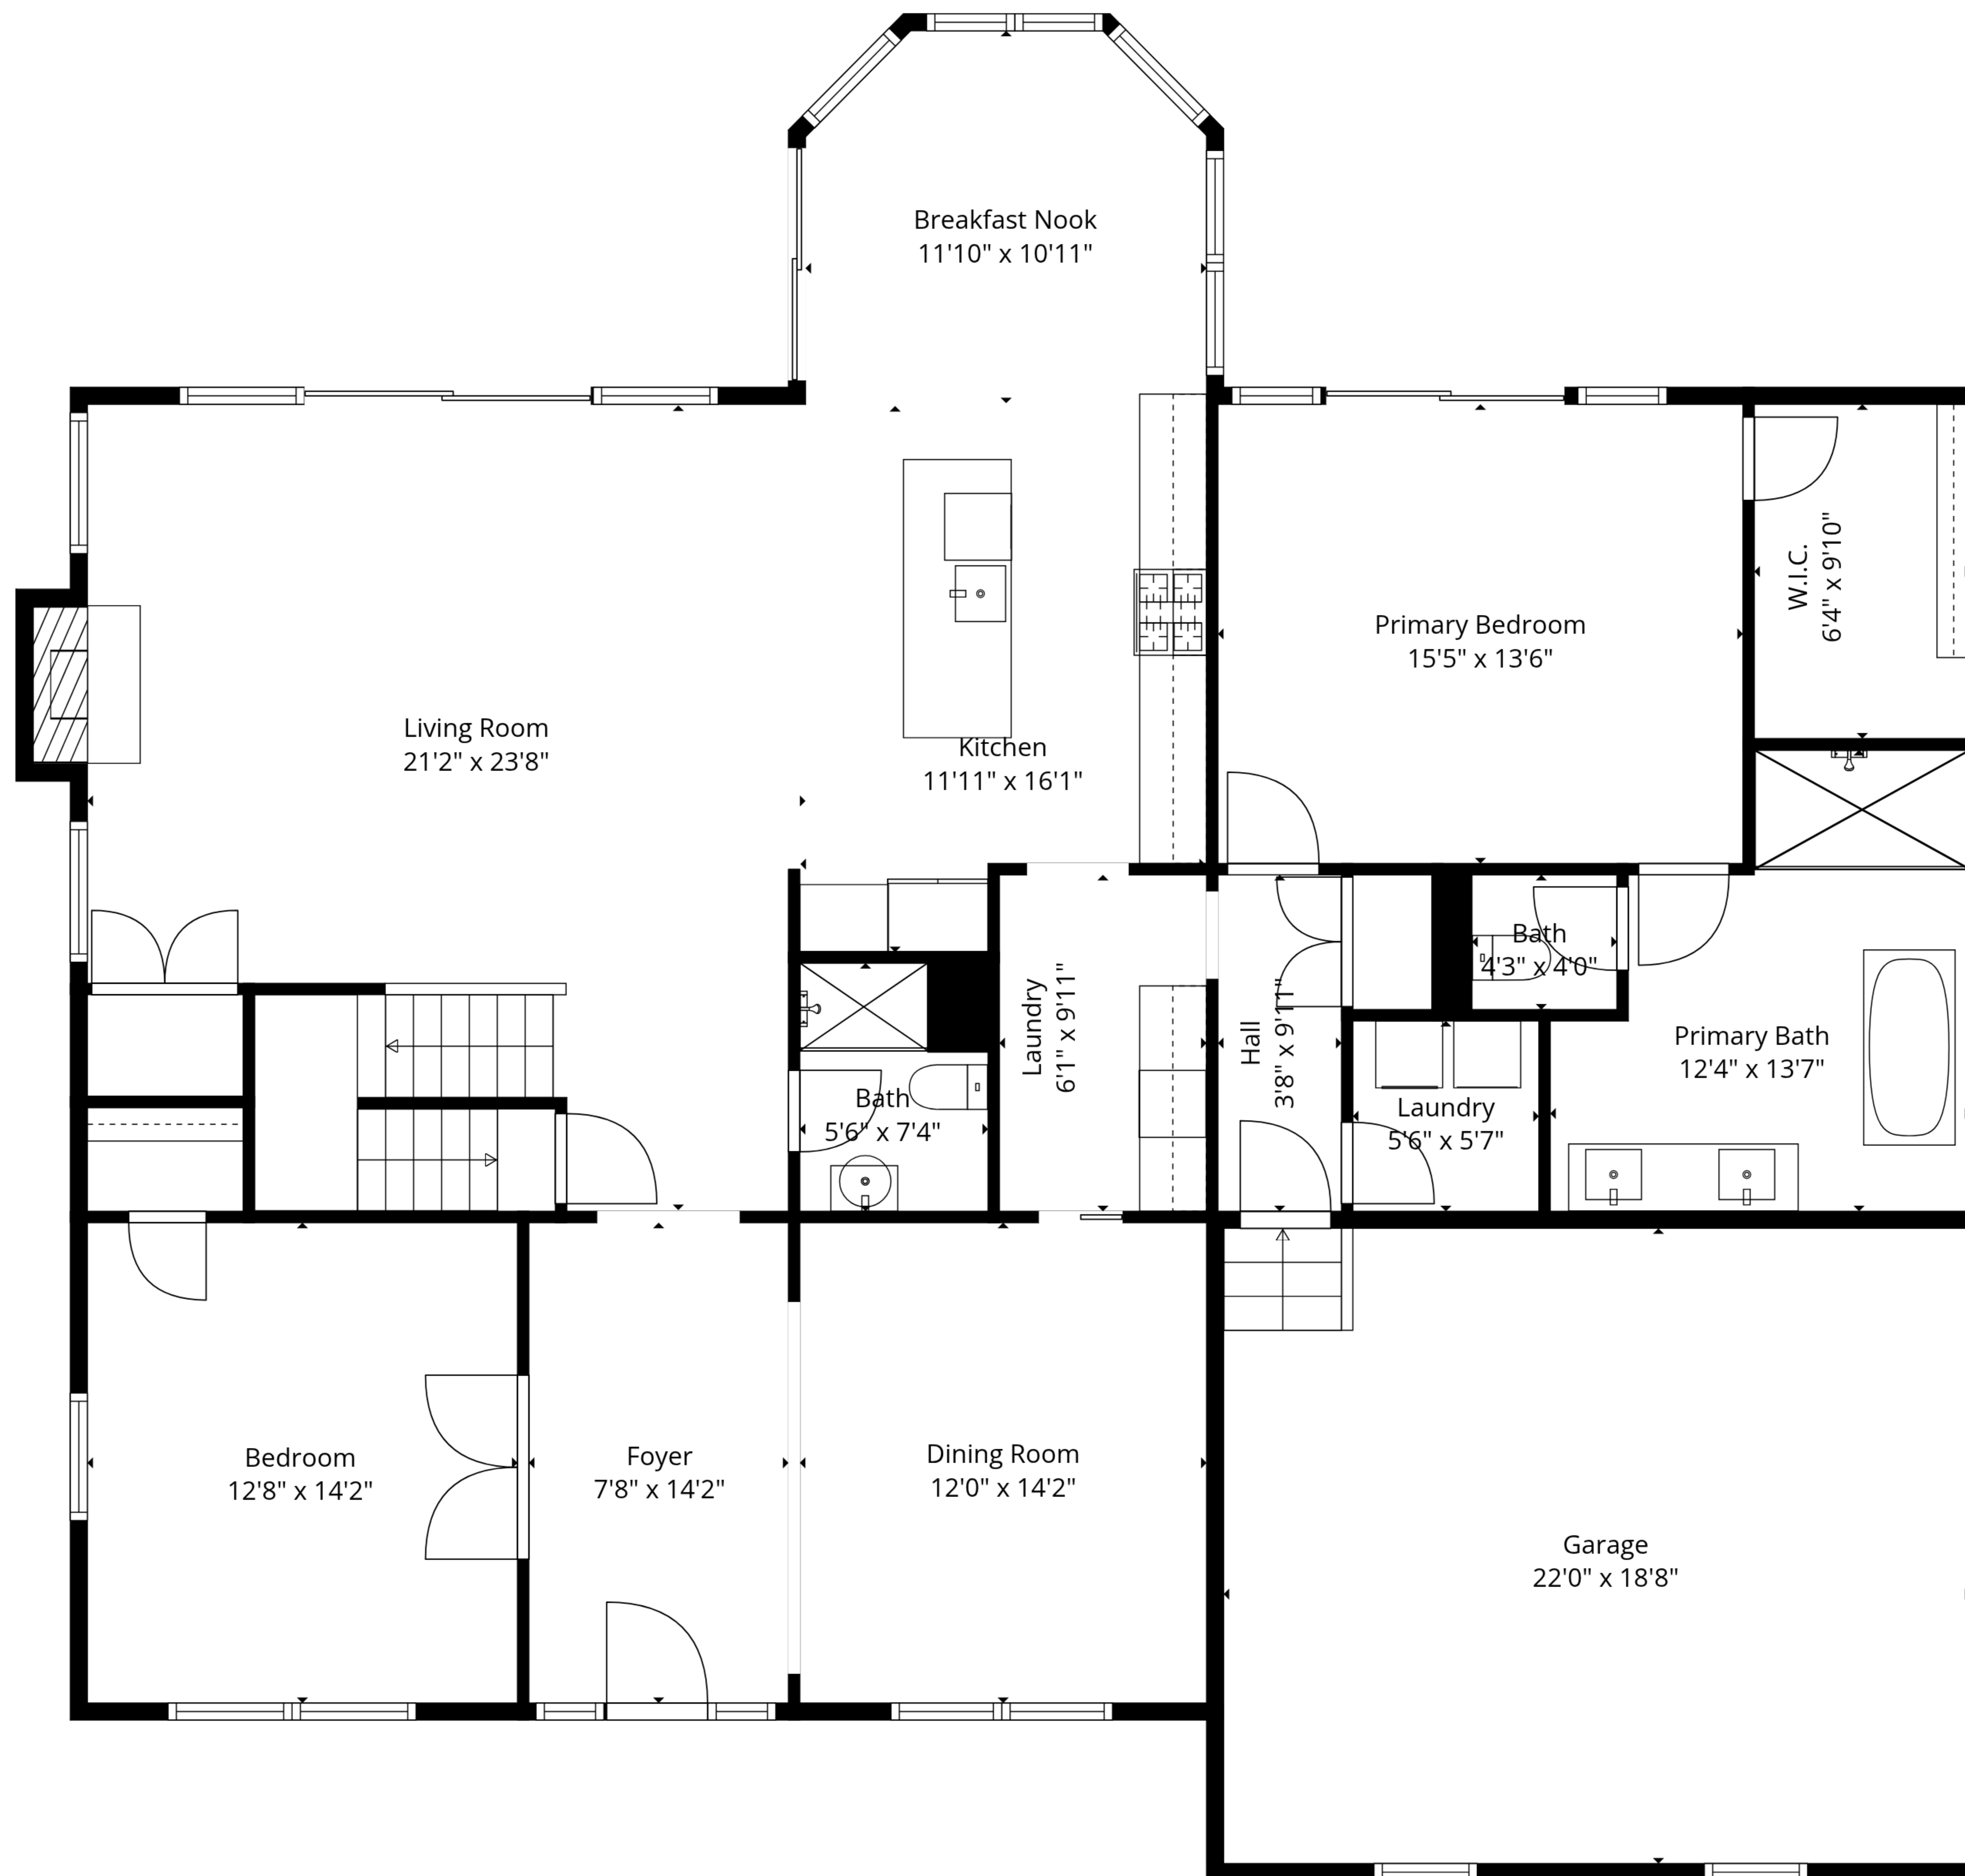 Breakfast Nook
11'10" x 10'11"
Living Room
21'2" x 23'8"
Kitchen
11'11" x 16'1"
Primary Bedroom
15'5" x 13'6"
W.I.C.
6'4" x 9'10"
Bath
4'3" x 4'0"
Laundry
6'1" x 9'11"
Hall
3'8" x 9'11"
Primary Bath
12'4" x 13'7"
Bath
5'6" x 7'4"
Laundry
5'6" x 5'7"
Bedroom
12'8" x 14'2"
Foyer
7'8" x 14'2"
Dining Room
12'0" x 14'2"
Garage
22'0" x 18'8"